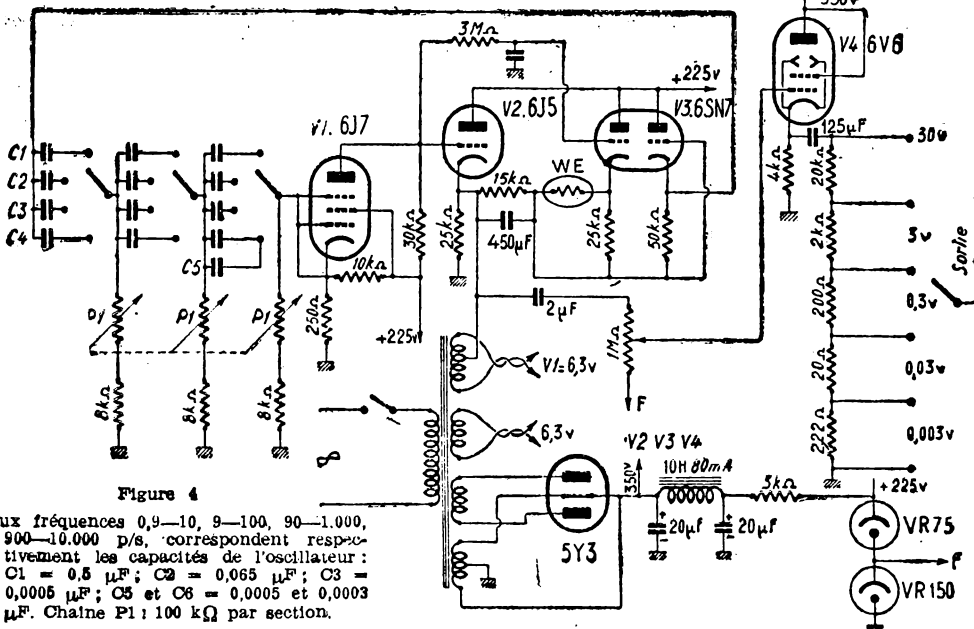 3MΩ
350v
V4 6V6
+225v
V1. 6J7
V2. 6J5
V3. 6SN7
C1
C2
C3
C4
C5
WE
15kΩ
125µF
30v
4kΩ
20kΩ
30kΩ
25kΩ
450µF
25kΩ
50kΩ
10kΩ
250Ω
2kΩ
3v
Sortie
P1
P1
P1
+225v
2µF
1MΩ
200Ω
0,3v
V1=6,3v
F
20Ω
0,03v
8kΩ
8kΩ
8kΩ
6,3v
V2 V3 V4
222Ω
0,003v
350v
10H 80mA
5kΩ
+225v
20µF
20µF
5Y3
VR75
F
VR150
Figure 4
ux fréquences 0,9—10, 9—100, 90—1.000,
900—10.000 p/s, correspondent respec-
tivement les capacités de l'oscillateur :
C1 = 0,5 µF ; C2 = 0,065 µF ; C3 =
0,0005 µF ; C5 et C6 = 0,0005 et 0,0003
µF. Chaîne P1 : 100 kΩ par section.